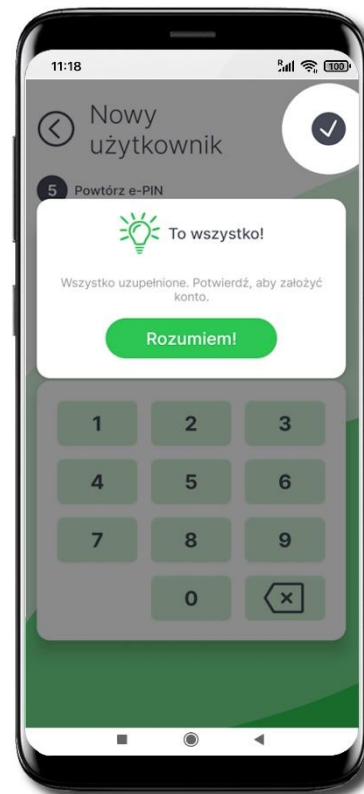 11:18
R
100
Nowy
użytkownik
5 Powtórz e-PIN
To wszystko!
Wszystko uzupełnione. Potwierdź, aby założyć
konto.
Rozumiem!
1 2 3
4 5 6
7 8 9
0